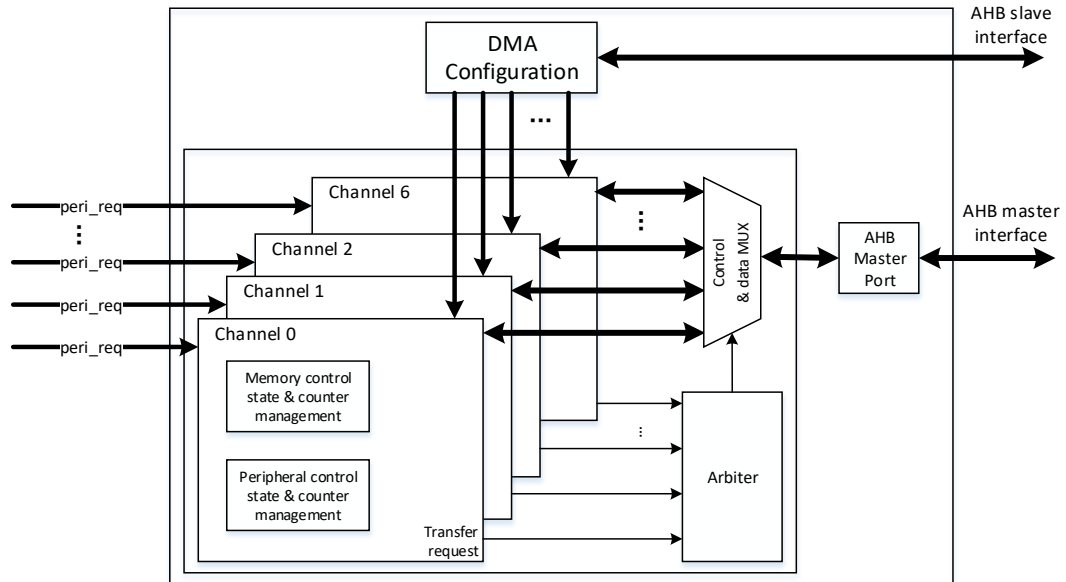 AHB slave
interface
DMA
Configuration
...
Channel 6
peri_req
...
...
Channel 2
peri_req
Channel 1
peri_req
Channel 0
peri_req
Control
& data MUX
AHB
Master
Port
AHB master
interface
Memory control
state & counter
management
...
Peripheral control
state & counter
management
Arbiter
Transfer
request